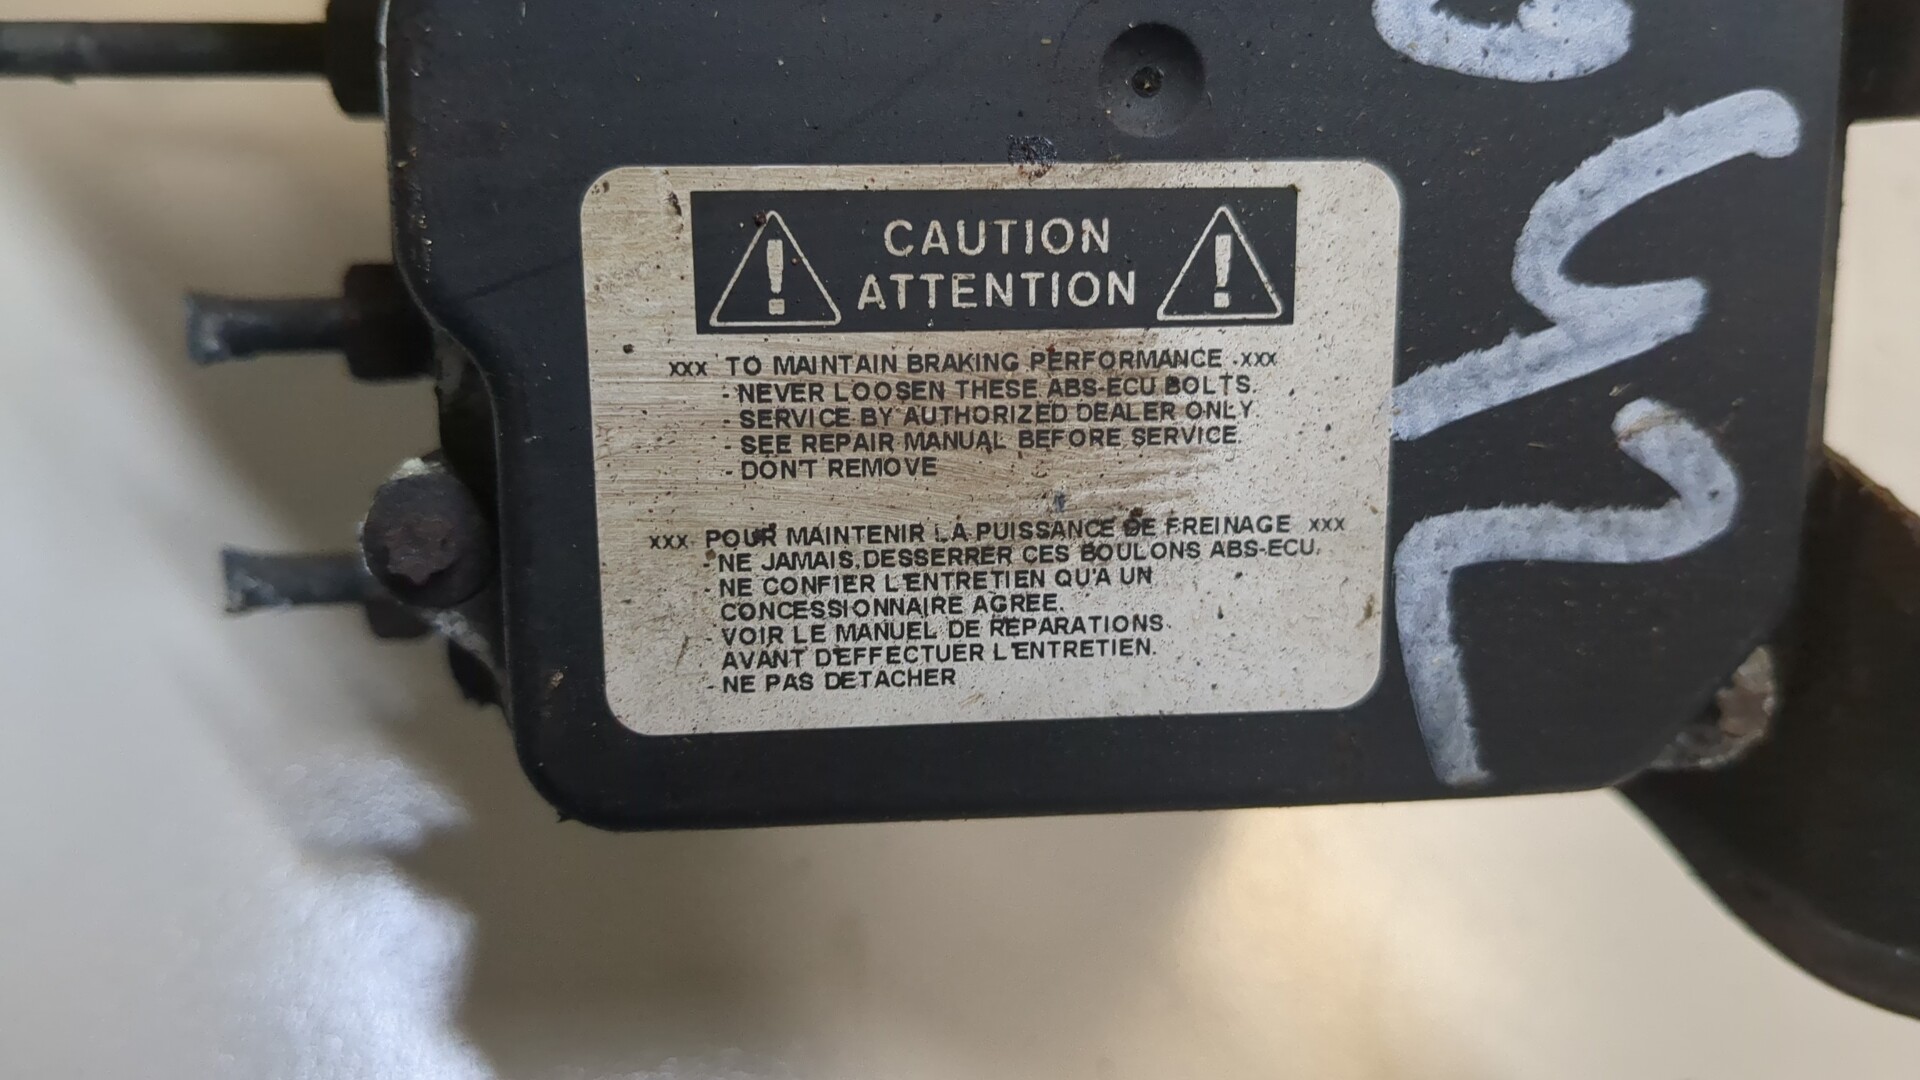 CAUTION
ATTENTION
xxx TO MAINTAIN BRAKING PERFORMANCE xxx
- NEVER LOOSEN THESE ABS-ECU BOLTS.
- SERVICE BY AUTHORIZED DEALER ONLY.
- SEE REPAIR MANUAL BEFORE SERVICE.
- DON'T REMOVE
xxx POUR MAINTENIR LA PUISSANCE DE FREINAGE xxx
- NE JAMAIS DESSERRER CES BOULONS ABS-ECU.
- NE CONFIER L'ENTRETIEN QU'A UN
CONCESSIONNAIRE AGREE.
- VOIR LE MANUEL DE REPARATIONS
AVANT D'EFFECTUER L'ENTRETIEN.
- NE PAS DETACHER